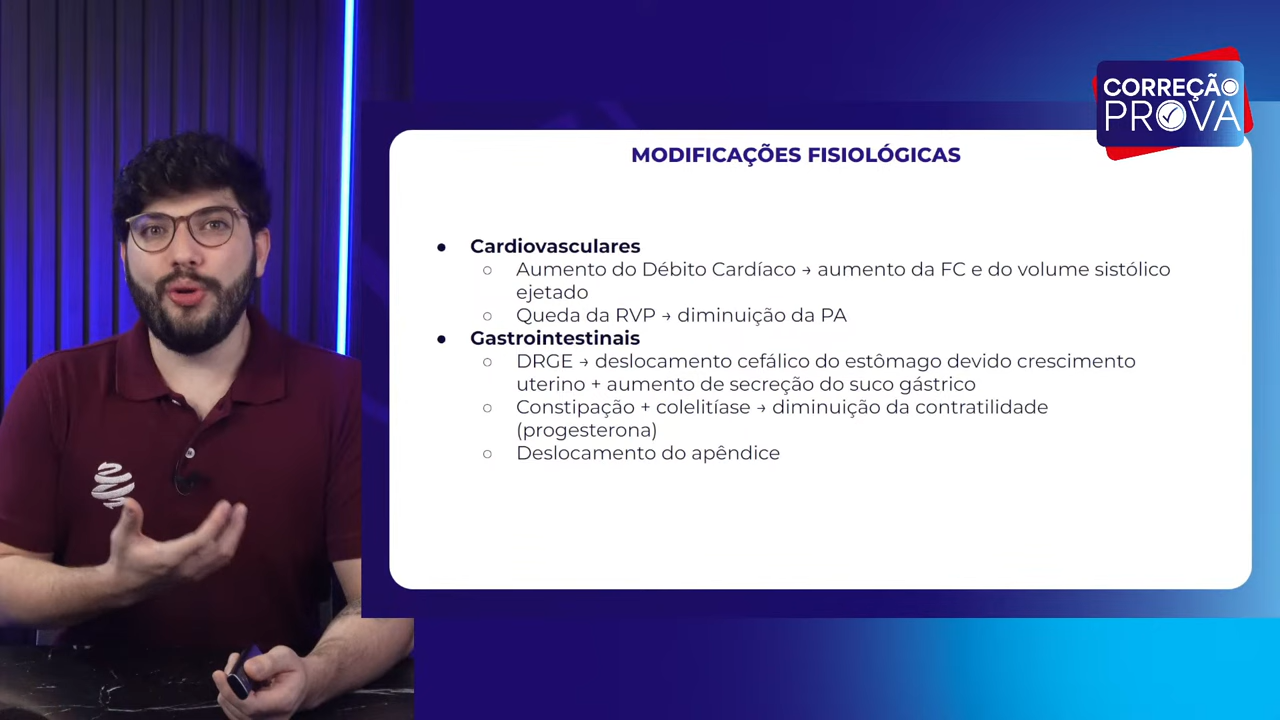 CORREÇÃO
PROVA
MODIFICAÇÕES FISIOLÓGICAS
● Cardiovasculares
○ Aumento do Débito Cardíaco → aumento da FC e do volume sistólico
ejetado
○ Queda da RVP → diminuição da PA
● Gastrointestinais
○ DRGE → deslocamento cefálico do estômago devido crescimento
uterino + aumento de secreção do suco gástrico
○ Constipação + colelitíase → diminuição da contratilidade
(progesterona)
○ Deslocamento do apêndice